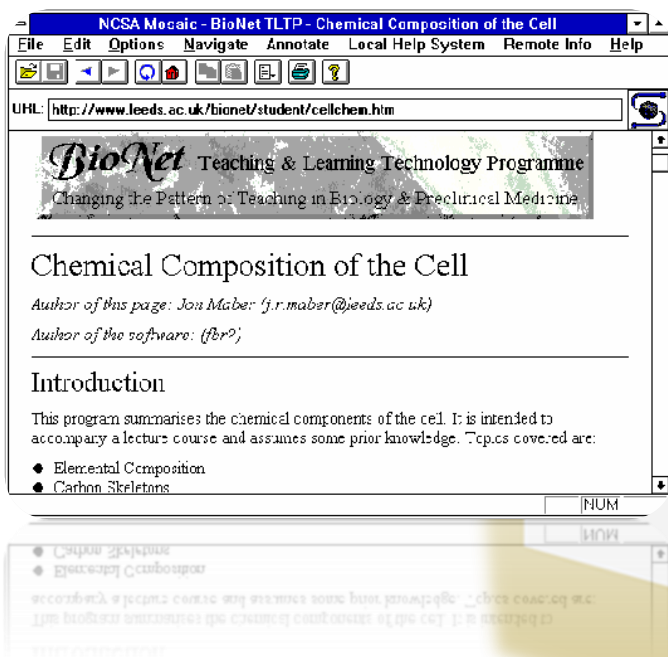 NCSA Mosaic - BioNet TLTP - Chemical Composition of the Cell
File Edit Options Navigate Annotate Local Help System Remote Info Help
URL: http://www.leeds.ac.uk/bionet/student/cellchem.htm
BioNet Teaching & Learning Technology Programme
Changing the Pattern of Teaching in Biology & Preclinical Medicine
Chemical Composition of the Cell
Author of this page: Jon Maber (j.r.maber@leeds.ac.uk)
Author of the software: (fbr?)
Introduction
This program summarises the chemical components of the cell. It is intended to
accompany a lecture course and assumes some prior knowledge. Topics covered are:
Elemental Composition
Carbon Skeletons
NUM